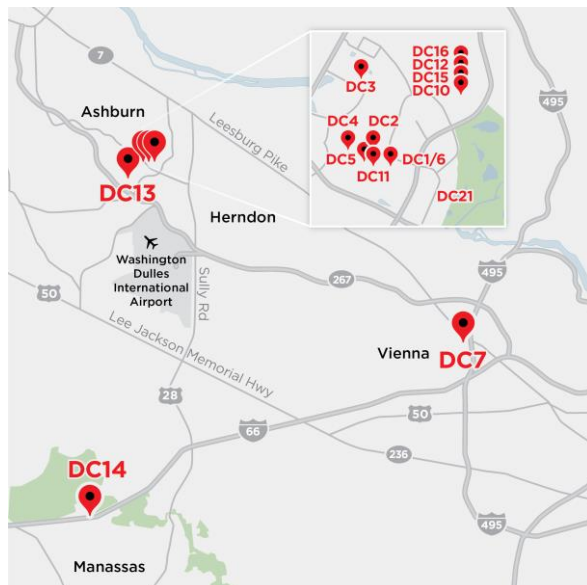 7
Ashburn
Leesburg Pike
DC13
Herndon
Washington
Dulles
International
Airport
Sully Rd
50
Lee Jackson Memorial Hwy
267
28
66
DC14
Manassas
DC3
DC16
DC12
DC15
DC10
DC4
DC2
DC5
DC1/6
DC11
DC21
495
495
Vienna
DC7
50
236
495